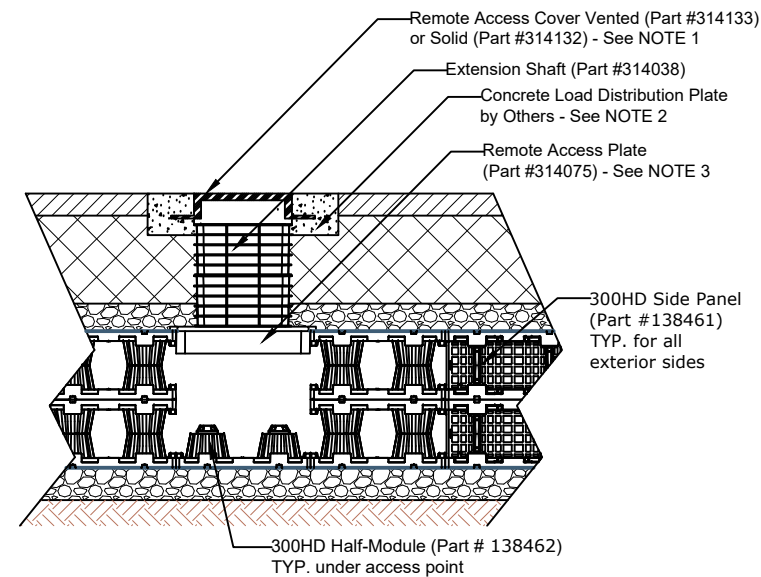 Remote Access Cover Vented (Part #314133)
or Solid (Part #314132) - See NOTE 1
Extension Shaft (Part #314038)
Concrete Load Distribution Plate
by Others - See NOTE 2
Remote Access Plate
(Part #314075) - See NOTE 3
300HD Side Panel
(Part #138461)
TYP. for all
exterior sides
300HD Half-Module (Part # 138462)
TYP. under access point